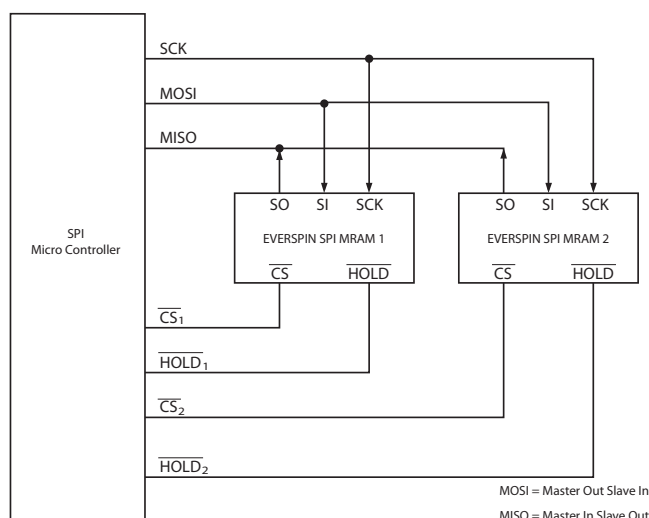 SCK
MOSI
MISO
SO SI SCK SO SI SCK
SPI
Micro Controller
EVERSPIN SPI MRAM 1 EVERSPIN SPI MRAM 2
CS HOLD CS HOLD
CS₁
HOLD₁
CS₂
HOLD₂
MOSI = Master Out Slave In
MISO = Master In Slave Out